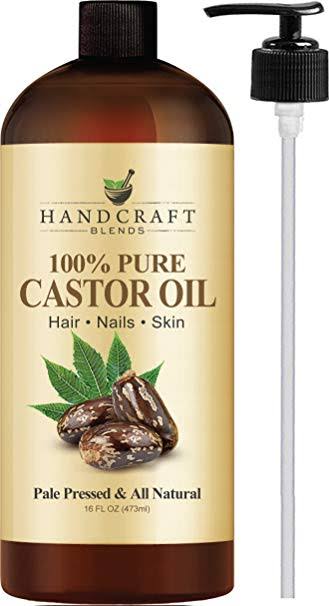 HANDCRAFT
BLENDS
100% PURE
CASTOR OIL
Hair • Nails • Skin
Pale Pressed & All Natural
16 FL OZ (473ml)